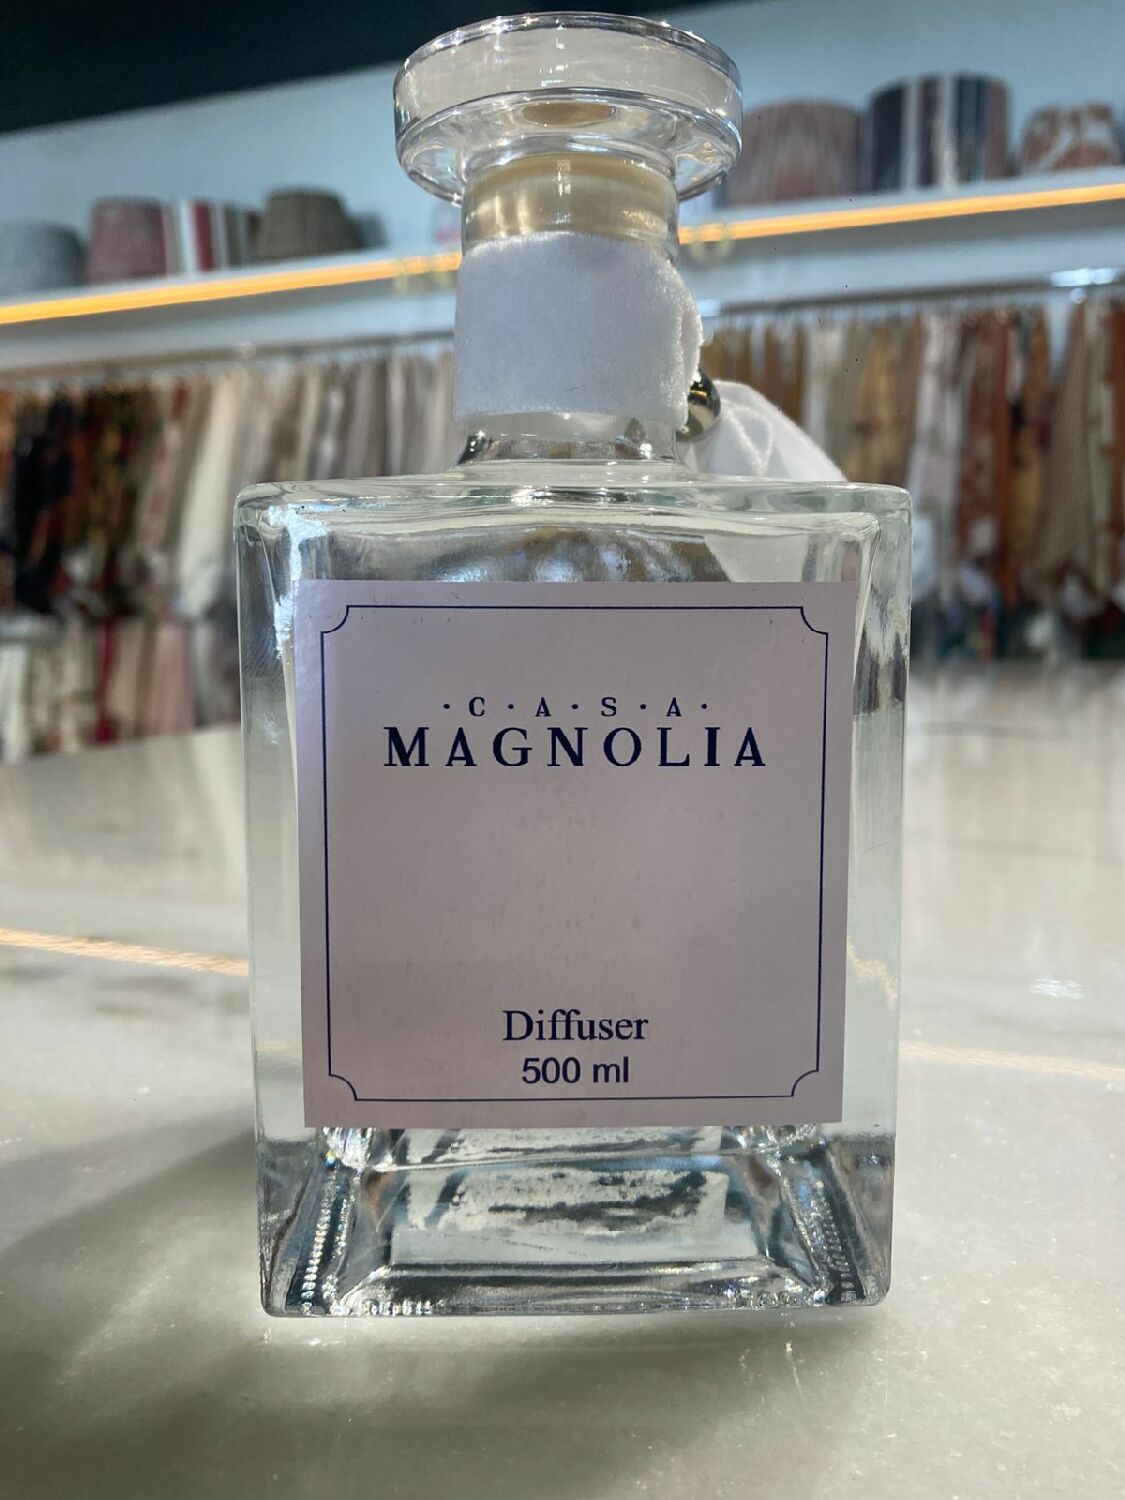 ·C·A·S·A·
MAGNOLIA
Diffuser
500 ml